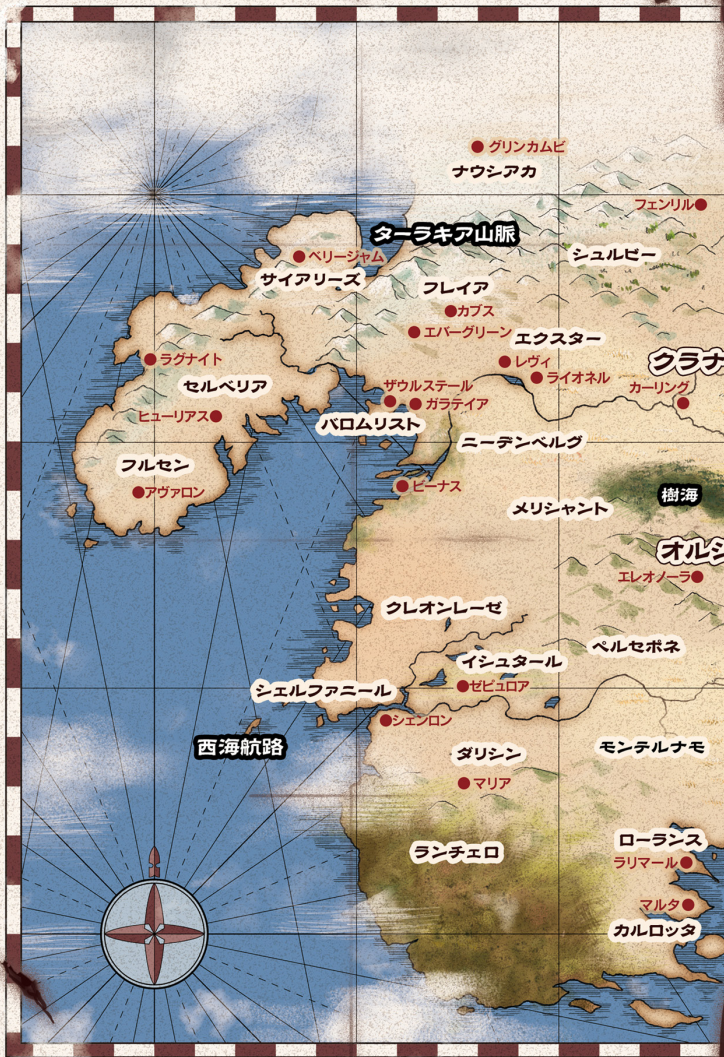 グリンカムビ
ナウシアカ
フェンリル
ターラキア山脈
ベリージャム
シュルビー
サイアリーズ
フレイア
カブス
エバーグリーン
エクスター
ラグナイト
レヴィ
クラナ
ライオネル
セルベリア
ザウルステール
カーリング
ガラテイア
ヒューリアス
バロムリスト
ニーデンベルグ
フルセン
ビーナス
アヴァロン
樹海
メリシャント
オルシ
エレオノーラ
クレオンレーゼ
ペルセポネ
イシュタール
ゼピュロア
シェルファニール
シェンロン
西海航路
ダリシン
モンテルナモ
マリア
ローランス
ランチェロ
ラリマール
マルタ
カルロッタ